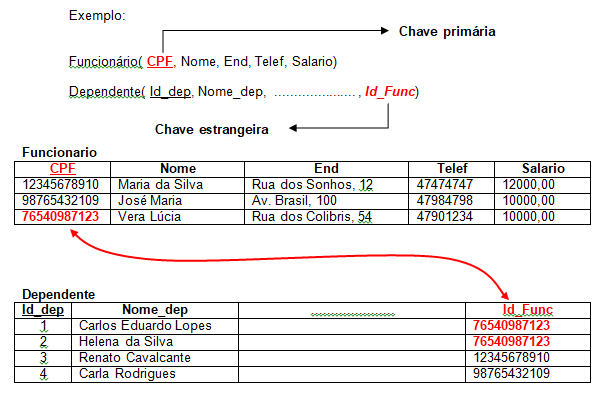 Exemplo:
Chave primária
Funcionário( CPF, Nome, End, Telef, Salario)
Dependente( Id_dep, Nome_dep, ...................... , Id_Func)
Chave estrangeira
Funcionario
CPF Nome End Telef Salario
12345678910 Maria da Silva Rua dos Sonhos, 12 47474747 12000,00
98765432109 José Maria Av. Brasil, 100 47984798 10000,00
76540987123 Vera Lúcia Rua dos Colibris, 54 47901234 10000,00
Dependente
Id_dep Nome_dep ...................... Id_Func
1 Carlos Eduardo Lopes 76540987123
2 Helena da Silva 76540987123
3 Renato Cavalcante 12345678910
4 Carla Rodrigues 98765432109